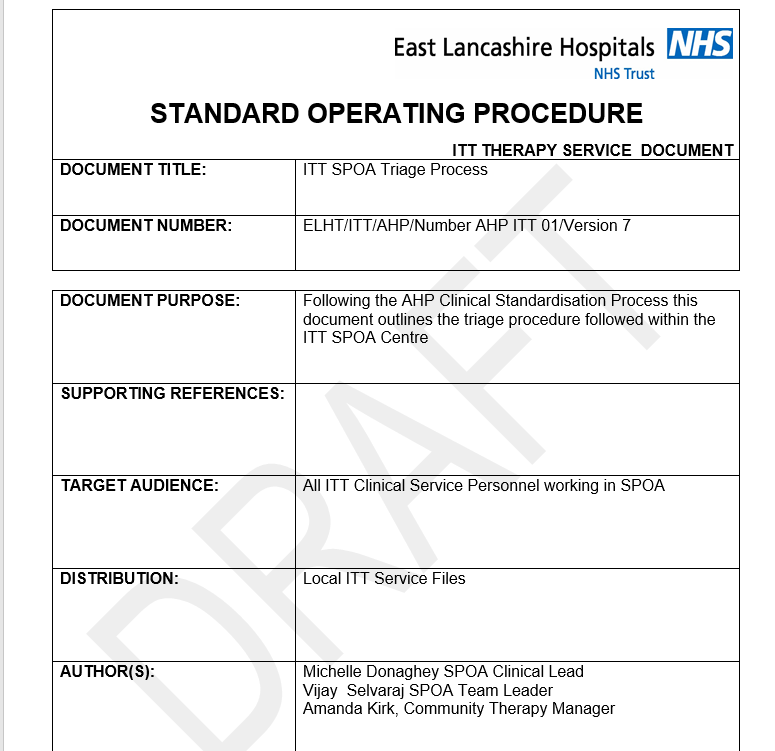 East Lancashire Hospitals NHS
NHS Trust
STANDARD OPERATING PROCEDURE
ITT THERAPY SERVICE DOCUMENT
DOCUMENT TITLE: ITT SPOA Triage Process
DOCUMENT NUMBER: ELHT/ITT/AHP/Number AHP ITT 01/Version 7
DOCUMENT PURPOSE: Following the AHP Clinical Standardisation Process this
document outlines the triage procedure followed within the
ITT SPOA Centre
SUPPORTING REFERENCES:
TARGET AUDIENCE: All ITT Clinical Service Personnel working in SPOA
DISTRIBUTION: Local ITT Service Files
AUTHOR(S): Michelle Donaghey SPOA Clinical Lead
Vijay Selvaraj SPOA Team Leader
Amanda Kirk, Community Therapy Manager
DRAFT